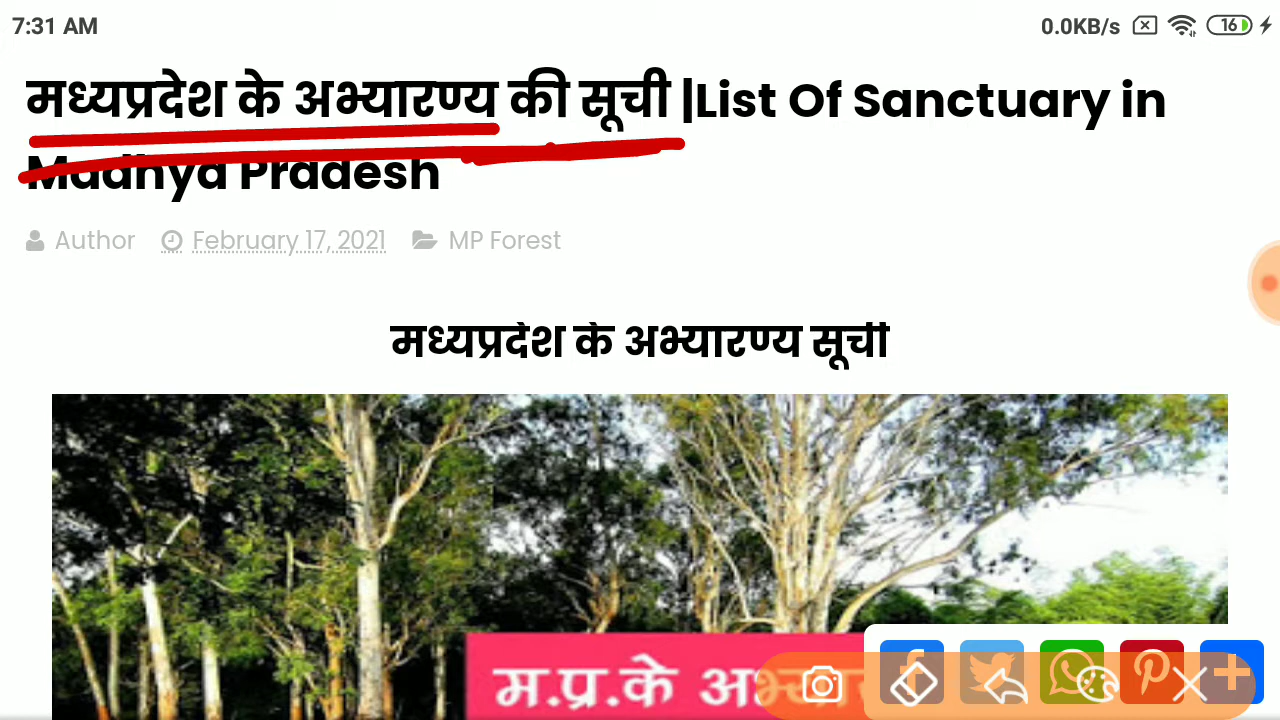 7:31 AM 0.0KB/s 16
मध्यप्रदेश के अभ्यारण्य की सूची |List Of Sanctuary in
Madhya Pradesh
Author February 17, 2021 MP Forest
मध्यप्रदेश के अभ्यारण्य सूची
म.प्र.के